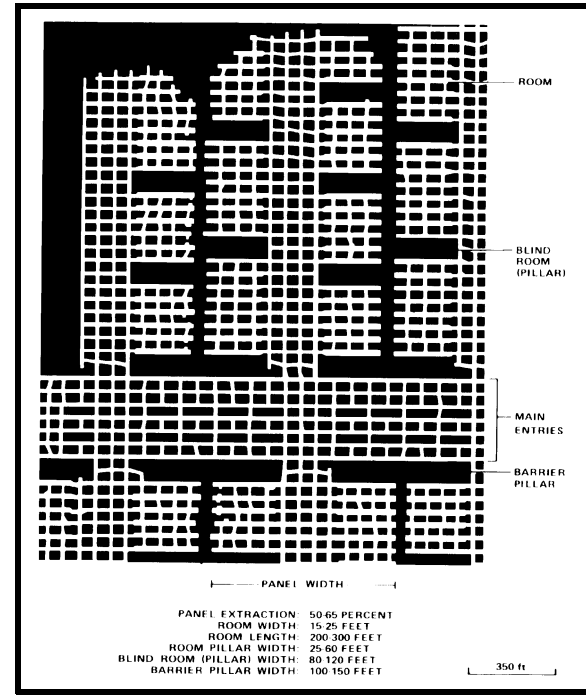 ROOM
BLIND
ROOM
(PILLAR)
MAIN
ENTRIES
BARRIER
PILLAR
PANEL WIDTH
PANEL EXTRACTION: 50-65 PERCENT
ROOM WIDTH: 15-25 FEET
ROOM LENGTH: 200-300 FEET
ROOM PILLAR WIDTH: 25-60 FEET
BLIND ROOM (PILLAR) WIDTH: 80-120 FEET
BARRIER PILLAR WIDTH: 100-150 FEET
350 ft